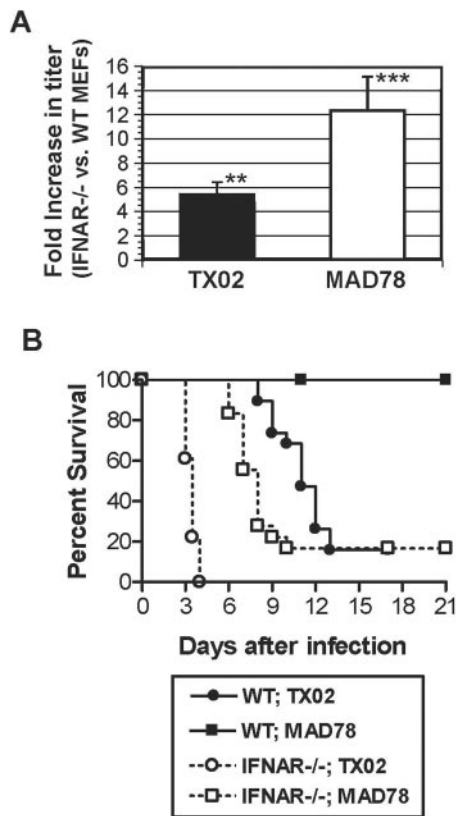 A
Fold Increase in titer
(IFNAR-/- vs. WT MEFs)
16
14
12
10
8
6
4
2
0
**
***
TX02
MAD78
B
Percent Survival
100
80
60
40
20
0
0
3
6
9
12
15
18
21
Days after infection
WT; TX02
WT; MAD78
IFNAR-/-; TX02
IFNAR-/-; MAD78